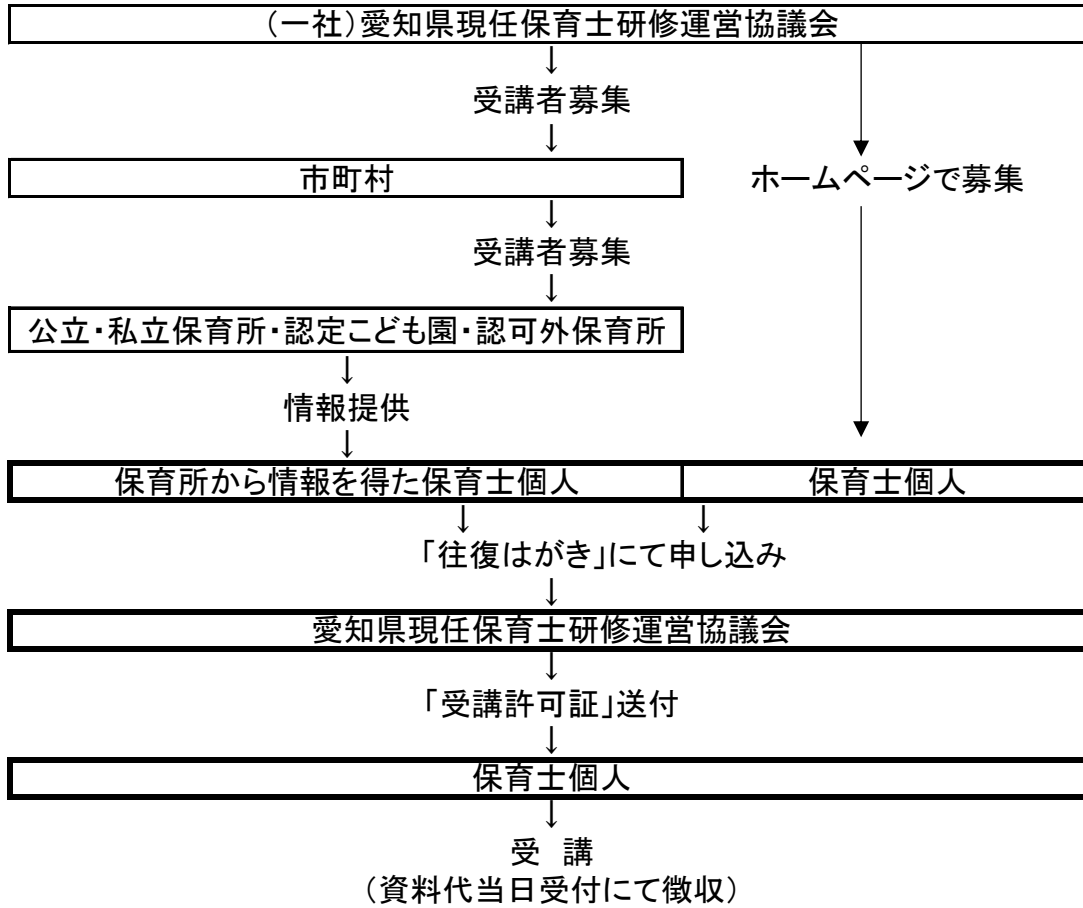 （一社）愛知県現任保育士研修運営協議会
↓
受講者募集
↓
市町村
ホームページで募集
↓
受講者募集
↓
公立・私立保育所・認定こども園・認可外保育所
↓
情報提供
↓
保育所から情報を得た保育士個人
保育士個人
↓ ↓
「往復はがき」にて申し込み
↓
愛知県現任保育士研修運営協議会
↓
「受講許可証」送付
↓
保育士個人
↓
受　講
（資料代当日受付にて徴収）